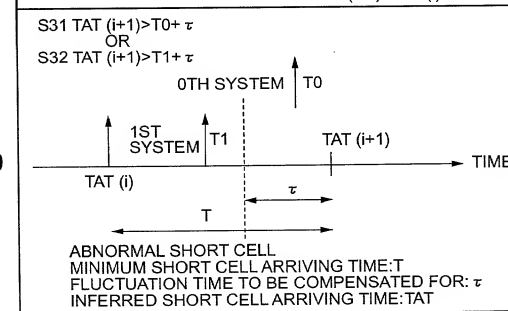 S31 TAT (i+1)>T0+ τ
OR
S32 TAT (i+1)>T1+ τ
0TH SYSTEM
T0
1ST
SYSTEM
T1
TAT (i+1)
TIME
TAT (i)
τ
T
ABNORMAL SHORT CELL
MINIMUM SHORT CELL ARRIVING TIME:T
FLUCTUATION TIME TO BE COMPENSATED FOR: τ
INFERRED SHORT CELL ARRIVING TIME:TAT